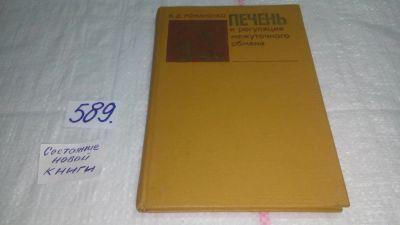 ПЕЧЕНЬ
и регуляция
межуточного
обмена
589.
Состояние
новой
книги